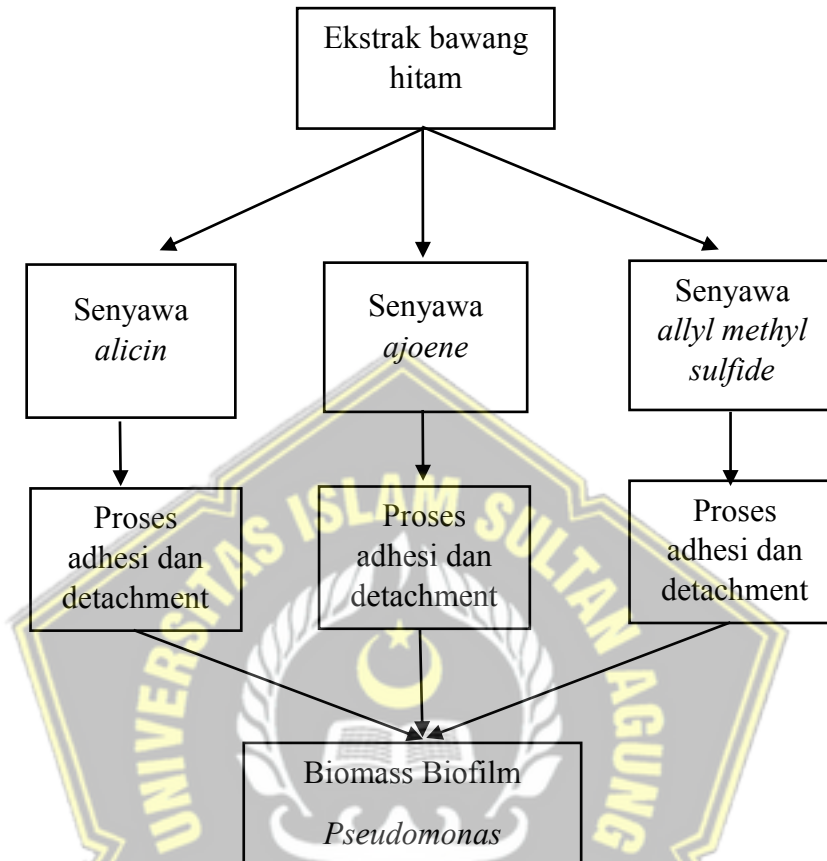 Ekstrak bawang
hitam
Senyawa
alicin
Senyawa
ajoene
Senyawa
allyl methyl
sulfide
Proses
adhesi dan
detachment
Proses
adhesi dan
detachment
Proses
adhesi dan
detachment
UNIVERSITAS ISLAM SULTAN AGUNG
Biomass Biofilm
Pseudomonas